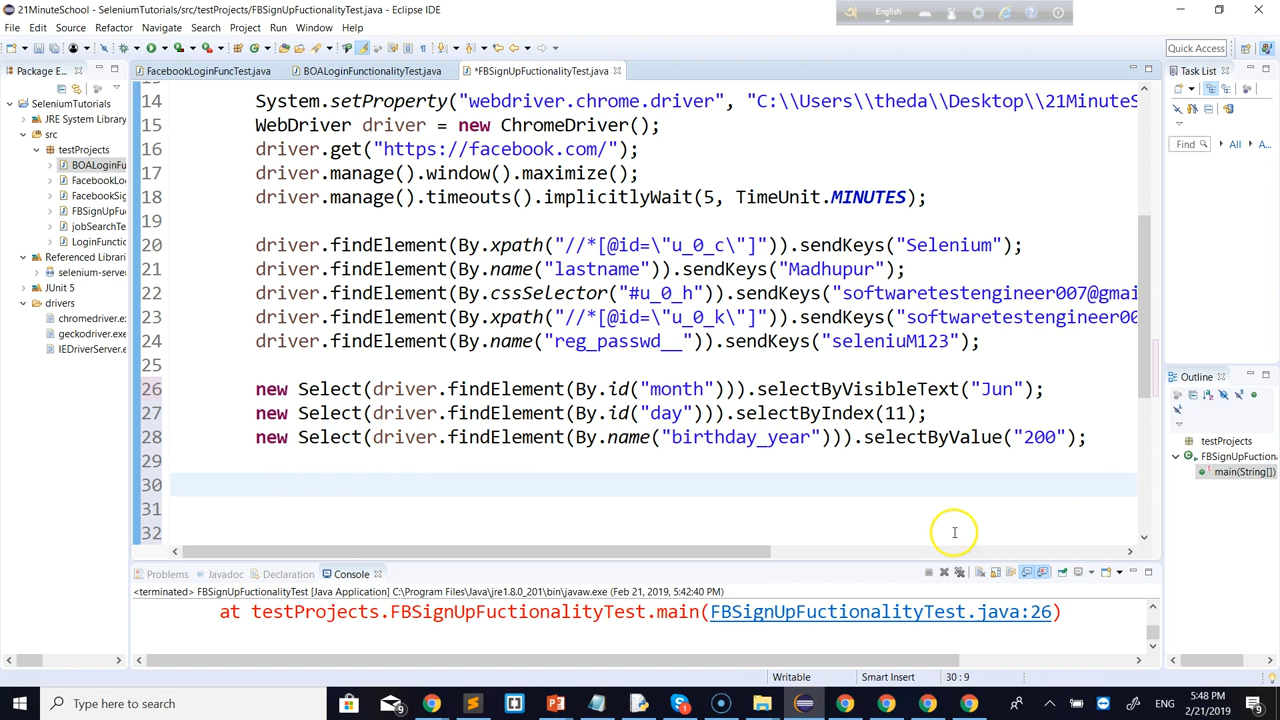 21MinuteSchool - SeleniumTutorials/src/testProjects/FBSignUpFuctionalityTest.java - Eclipse IDE
English
File Edit Source Refactor Navigate Search Project Run Window Help
Quick Access
Package E...
FacebookLoginFuncTest.java
BOALoginFunctionalityTest.java
*FBSignUpFuctionalityTest.java
Task List
SeleniumTutorials
JRE System Library
src
testProjects
BOALoginFu
FacebookLo
FacebookSig
FBSignUpFu
jobSearchTe
LoginFunctio
Referenced Librari
selenium-server
JUnit 5
drivers
chromedriver.ex
geckodriver.exe
IEDriverServer.e
14 System.setProperty("webdriver.chrome.driver", "C:\\Users\\theda\\Desktop\\21MinuteS
15 WebDriver driver = new ChromeDriver();
16 driver.get("https://facebook.com/");
17 driver.manage().window().maximize();
18 driver.manage().timeouts().implicitlyWait(5, TimeUnit.MINUTES);
19
20 driver.findElement(By.xpath("//*[@id=\"u_0_c\"]")).sendKeys("Selenium");
21 driver.findElement(By.name("lastname")).sendKeys("Madhupur");
22 driver.findElement(By.cssSelector("#u_0_h")).sendKeys("softwaretestengineer007@gmai
23 driver.findElement(By.xpath("//*[@id=\"u_0_k\"]")).sendKeys("softwaretestengineer00
24 driver.findElement(By.name("reg_passwd__")).sendKeys("seleniuM123");
25
26 new Select(driver.findElement(By.id("month"))).selectByVisibleText("Jun");
27 new Select(driver.findElement(By.id("day"))).selectByIndex(11);
28 new Select(driver.findElement(By.name("birthday_year"))).selectByValue("200");
29
30
31
32
Find
All
A...
Outline
testProjects
FBSignUpFuction
main(String[])
Problems Javadoc Declaration Console
<terminated> FBSignUpFuctionalityTest [Java Application] C:\Program Files\Java\jre1.8.0_201\bin\javaw.exe (Feb 21, 2019, 5:42:40 PM)
at testProjects.FBSignUpFuctionalityTest.main(FBSignUpFuctionalityTest.java:26)
Writable
Smart Insert
30 : 9
Type here to search
9
ENG
5:48 PM
2/21/2019
9